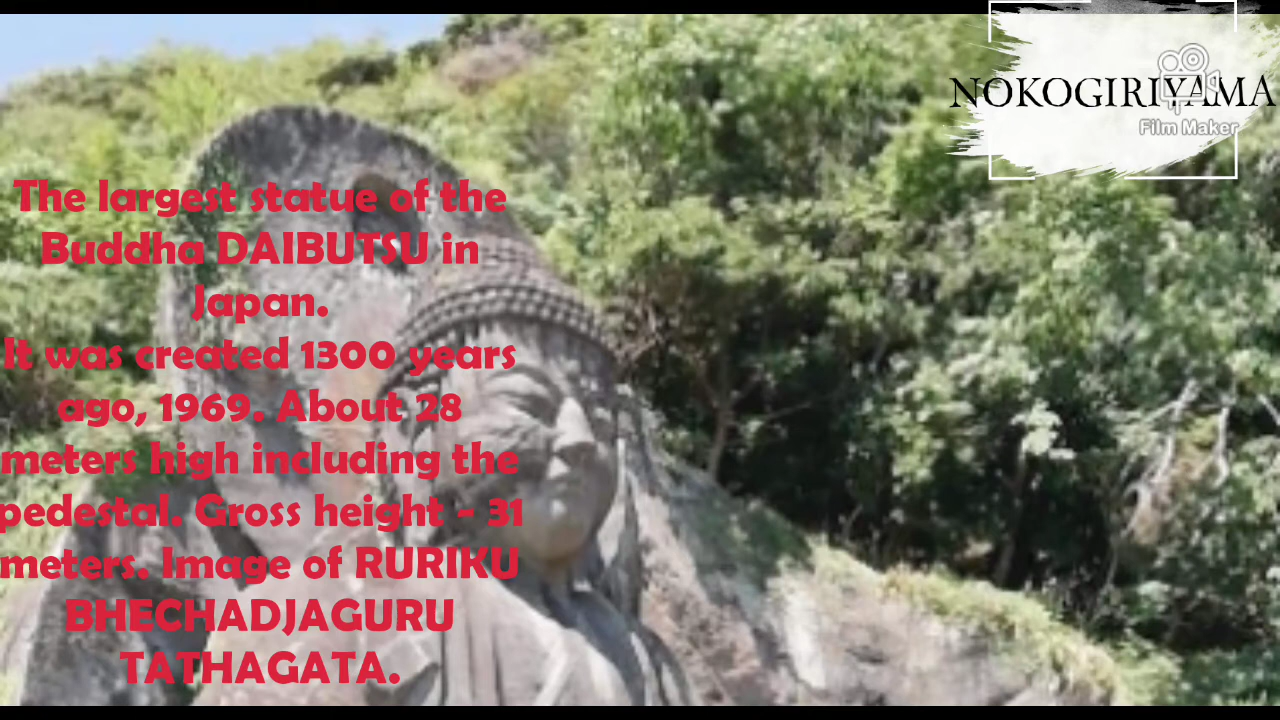 NOKOGIRIYAMA
Film Maker
The largest statue of the
Buddha DAIBUTSU in
Japan.
It was created 1300 years
ago, 1969. About 28
meters high including the
pedestal. Gross height - 31
meters. Image of RURIKU
BHECHADJAGURU
TATHAGATA.